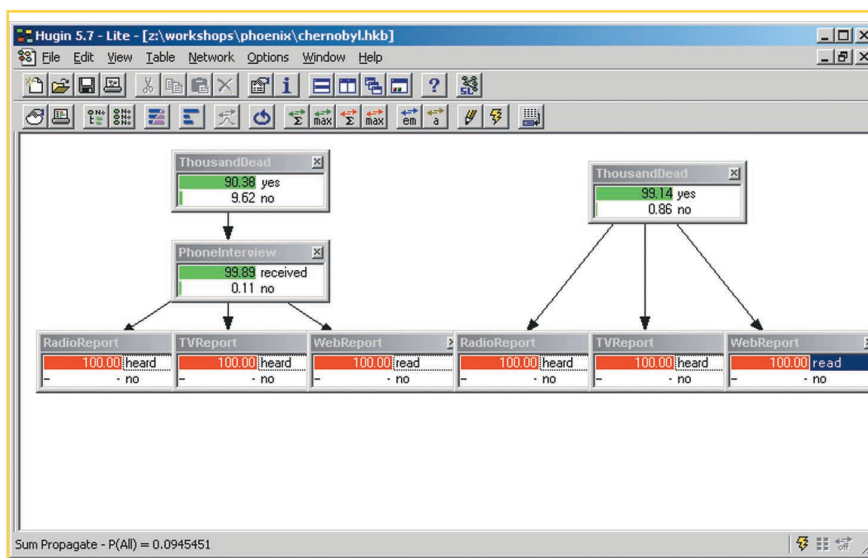 Hugin 5.7 - Lite - [z:\workshops\phoenix\chernobyl.hkb]
File Edit View Table Network Options Window Help
Σ max Σ max em a
ThousandDead
90.38 yes
9.62 no
ThousandDead
99.14 yes
0.86 no
PhoneInterview
99.89 received
0.11 no
RadioReport
100.00 heard
- - no
TVReport
100.00 heard
- - no
WebReport
100.00 read
- - no
RadioReport
100.00 heard
- - no
TVReport
100.00 heard
- - no
WebReport
100.00 read
- - no
Sum Propagate - P(All) = 0.0945451